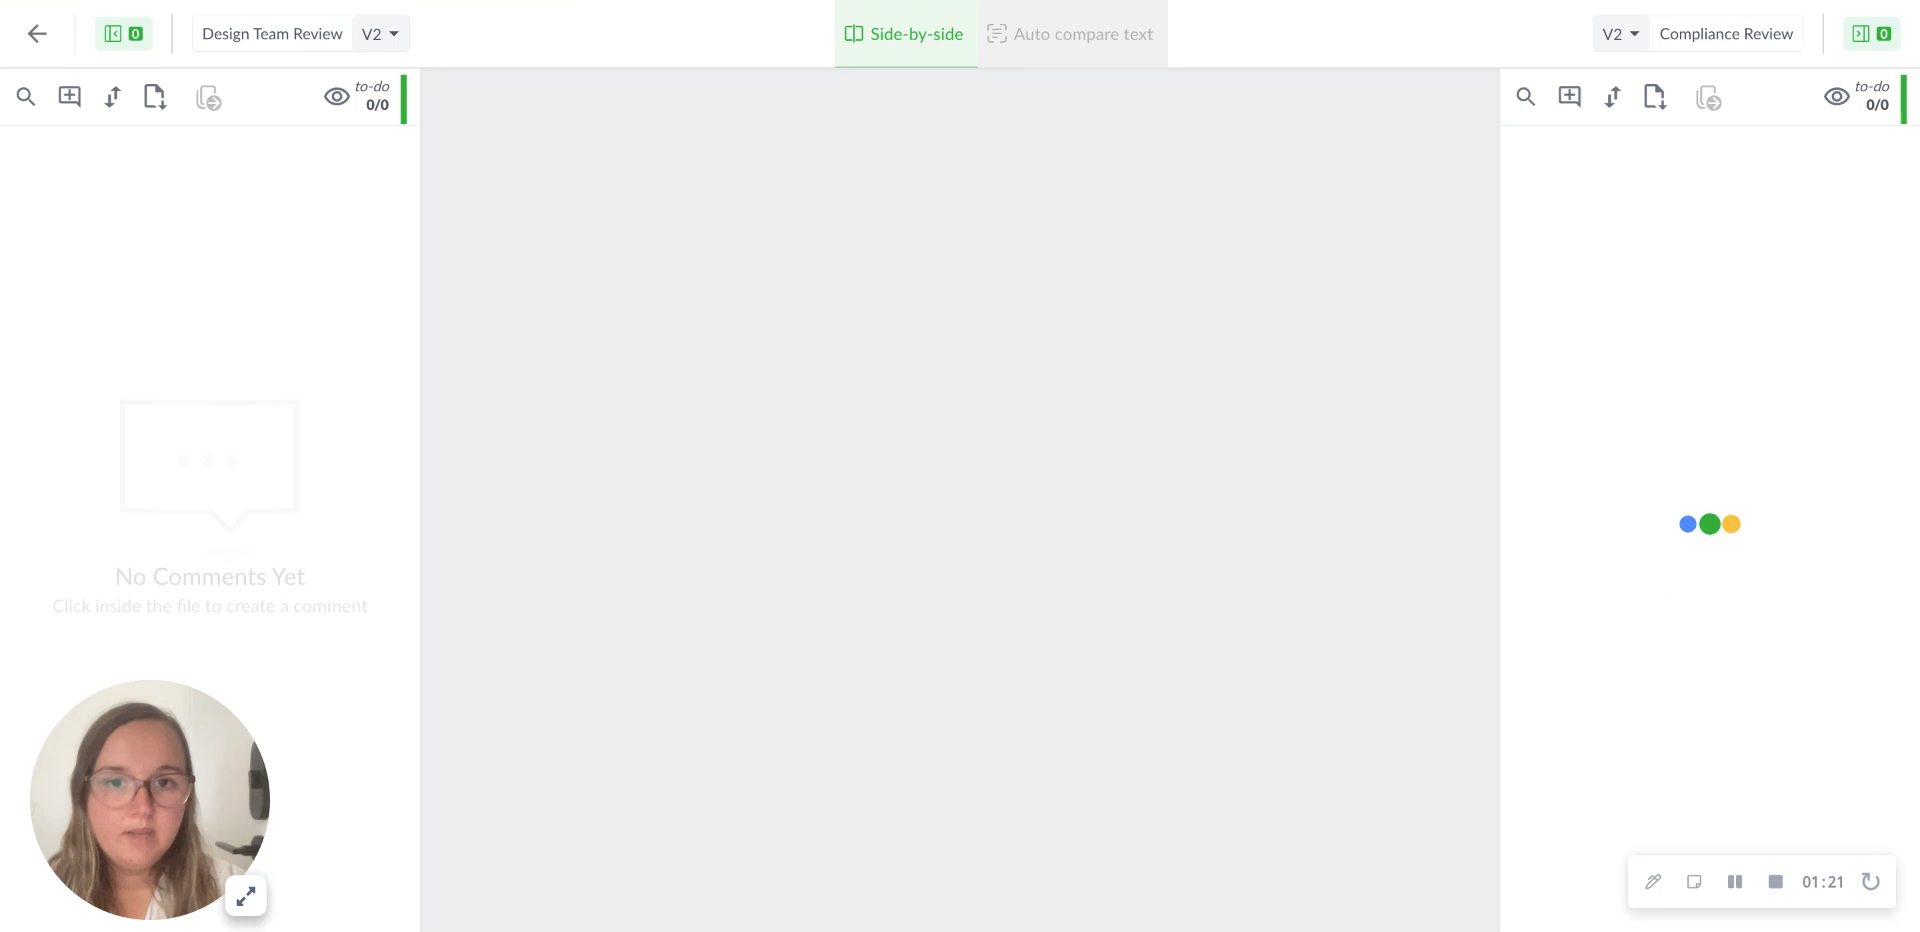 0
Design Team Review
V2
Side-by-side
Auto compare text
V2
Compliance Review
0
to-do
0/0
to-do
0/0
No Comments Yet
Click inside the file to create a comment
01:21